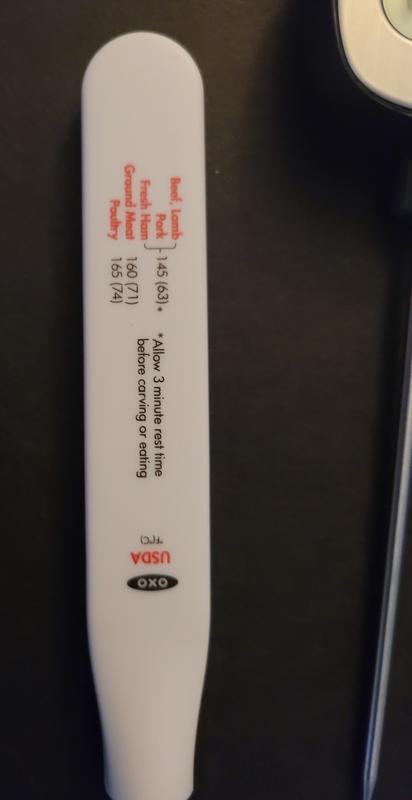 Beef, Lamb
Pork
Fresh Ham
145 (63)*
Ground Meat 160 (71)
Poultry 165 (74)
*Allow 3 minute rest time
before carving or eating
USDA
F(C)
OXO